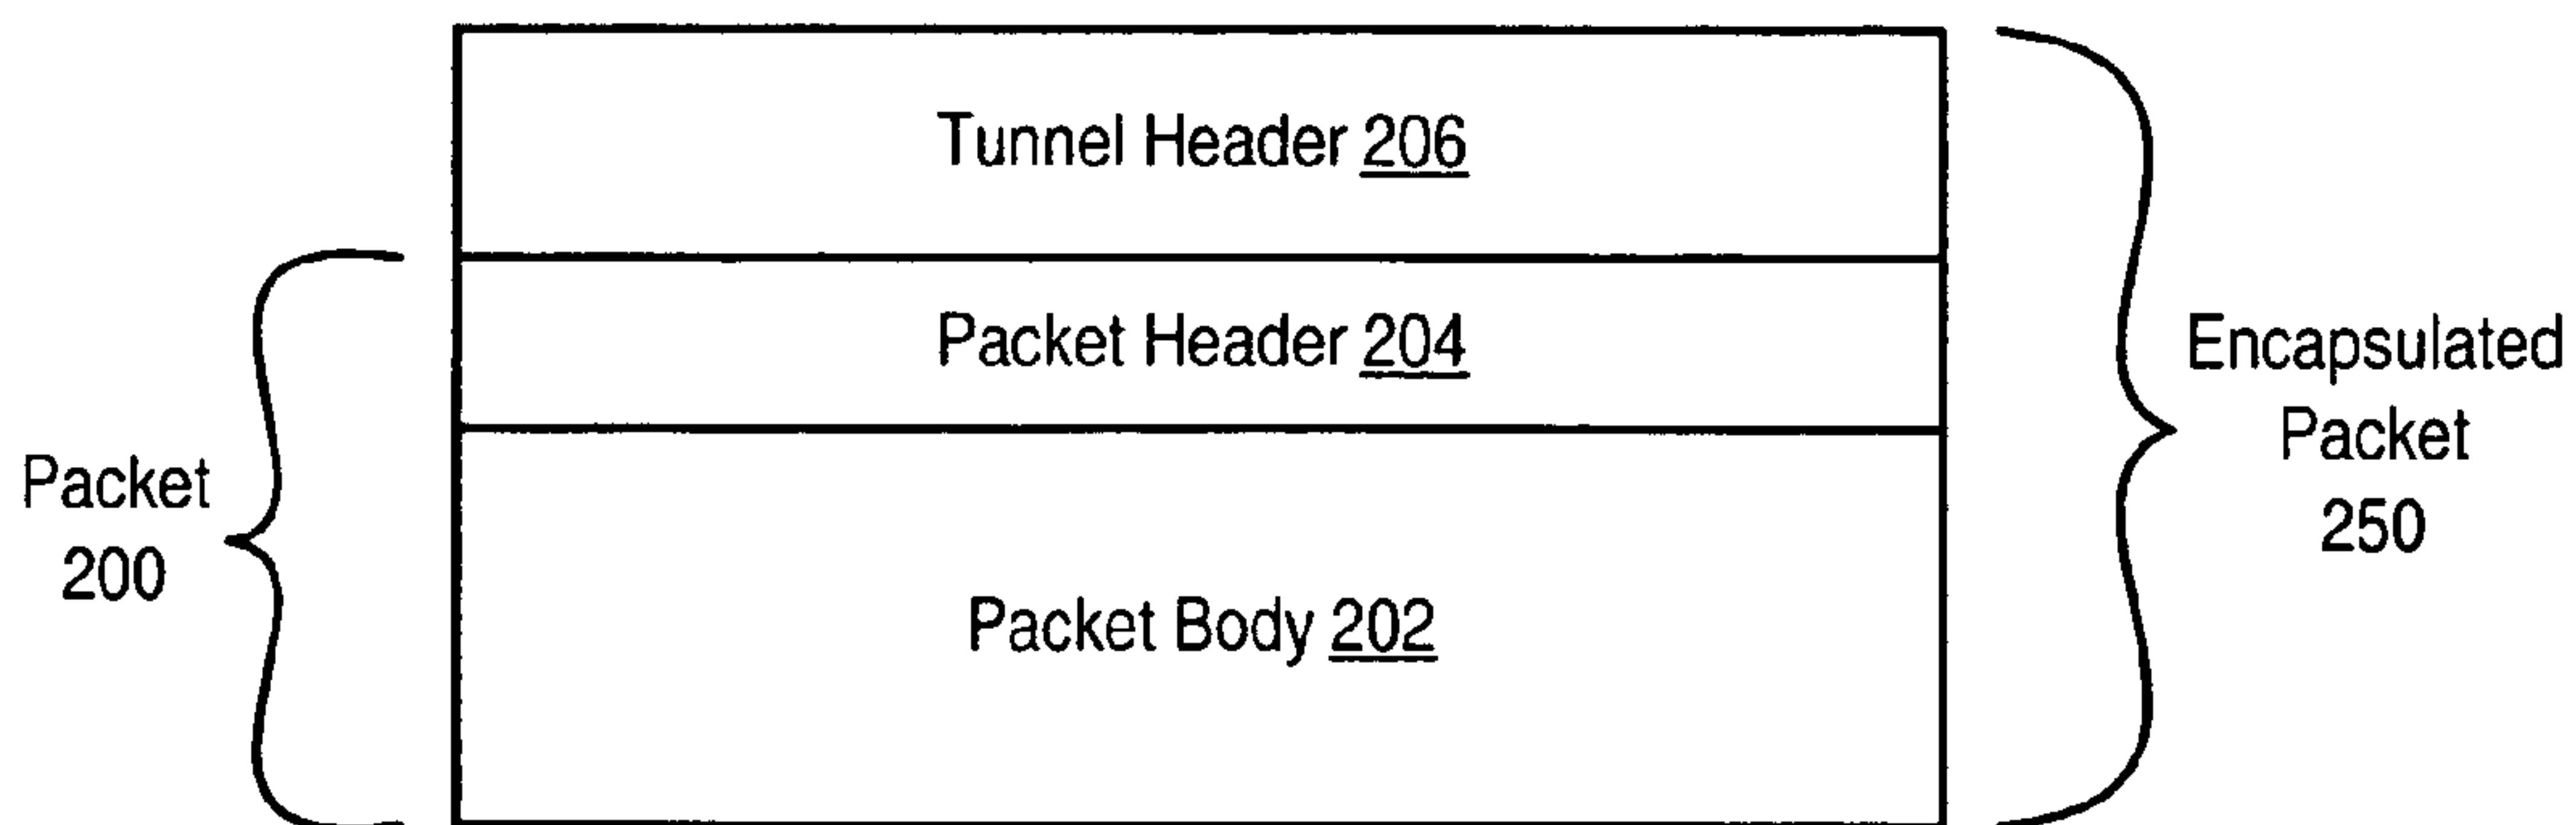 Tunnel Header 206
Packet Header 204
Packet Body 202
Packet
200
Encapsulated
Packet
250